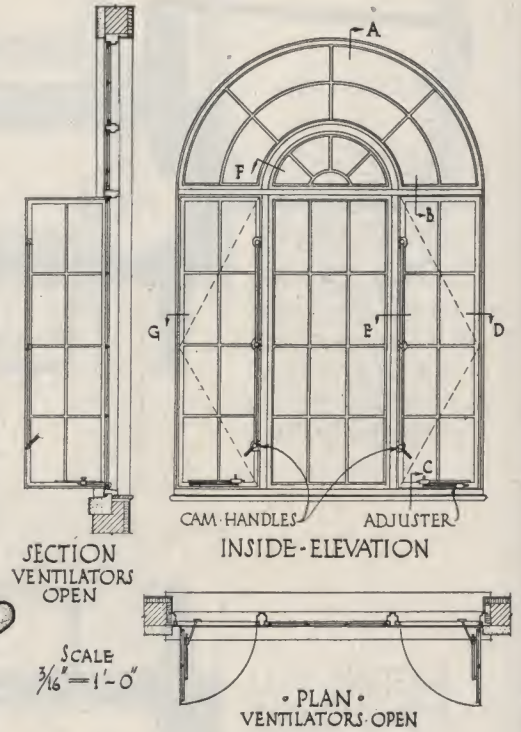 A
F
B
G
E
D
C
CAM·HANDLES
ADJUSTER
SECTION
VENTILATORS
OPEN
INSIDE-ELEVATION
SCALE
3/16" = 1'-0"
·PLAN·
VENTILATORS·OPEN